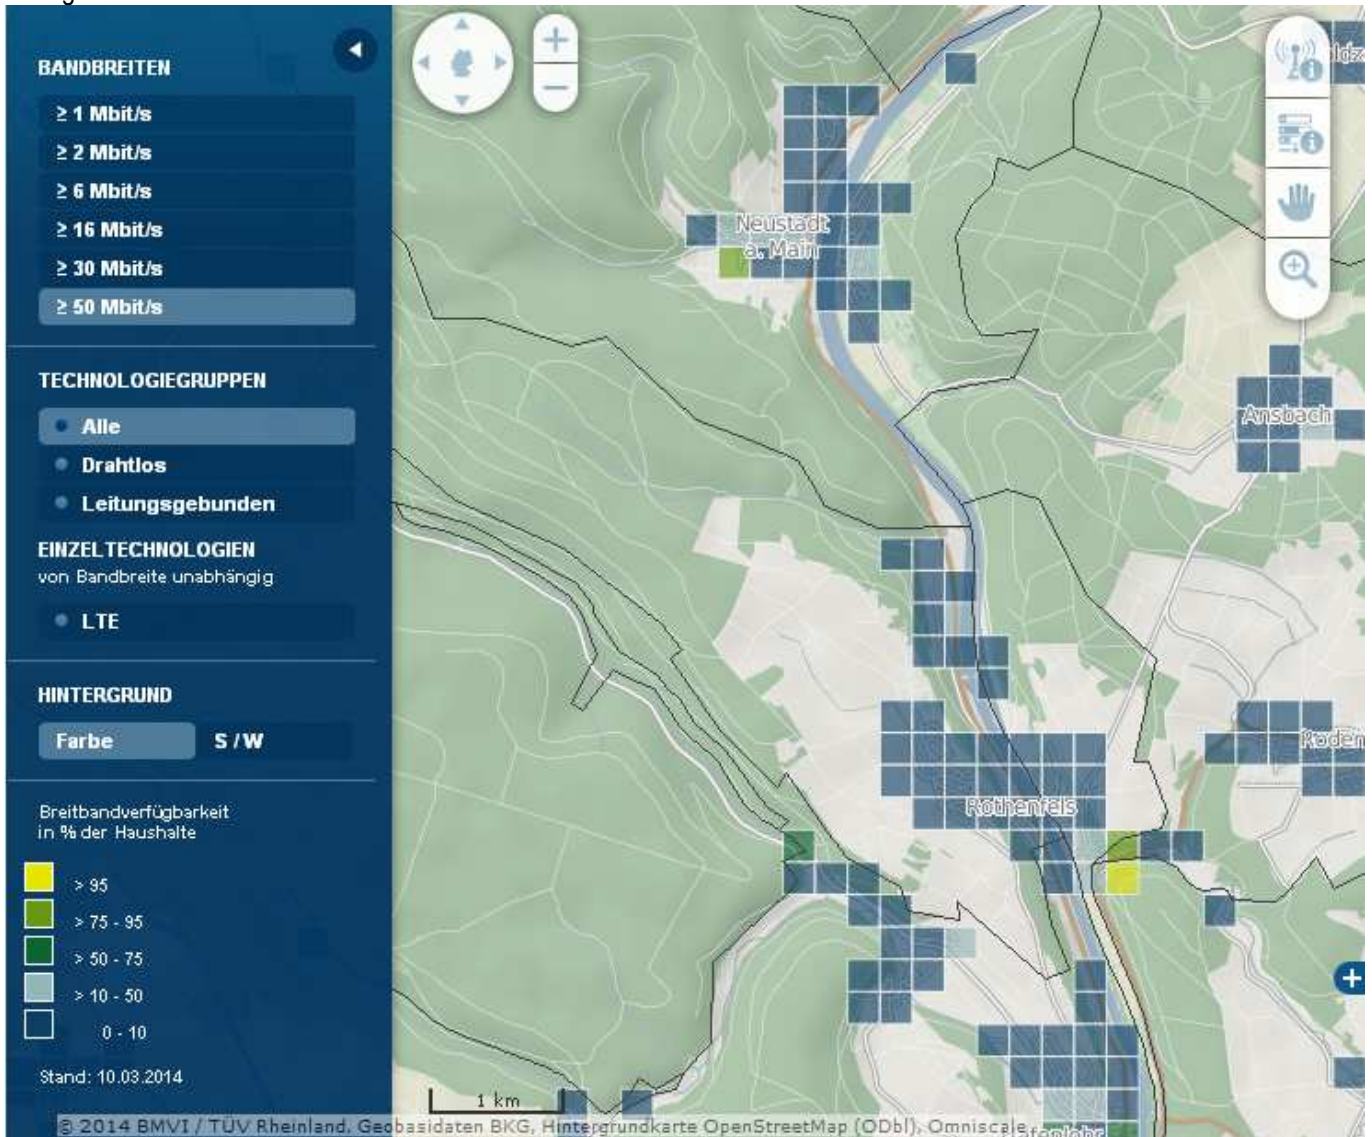 BANDBREITEN
≥ 1 Mbit/s
≥ 2 Mbit/s
≥ 6 Mbit/s
≥ 16 Mbit/s
≥ 30 Mbit/s
≥ 50 Mbit/s
TECHNOLOGIEGRUPPEN
Alle
Drahtlos
Leitungsgebunden
EINZELTECHNOLOGIEN
von Bandbreite unabhängig
LTE
HINTERGRUND
Farbe S / W
Breitbandverfügbarkeit
in % der Haushalte
> 95
> 75 - 95
> 50 - 75
> 10 - 50
0 - 10
Stand: 10.03.2014
Neustadt
a. Main
Ansbach
Roden
Rothenfels
Hafenlohr
1 km
© 2014 BMVI / TÜV Rheinland, Geobasidaten BKG, Hintergrundkarte OpenStreetMap (ODbl), Omniscale